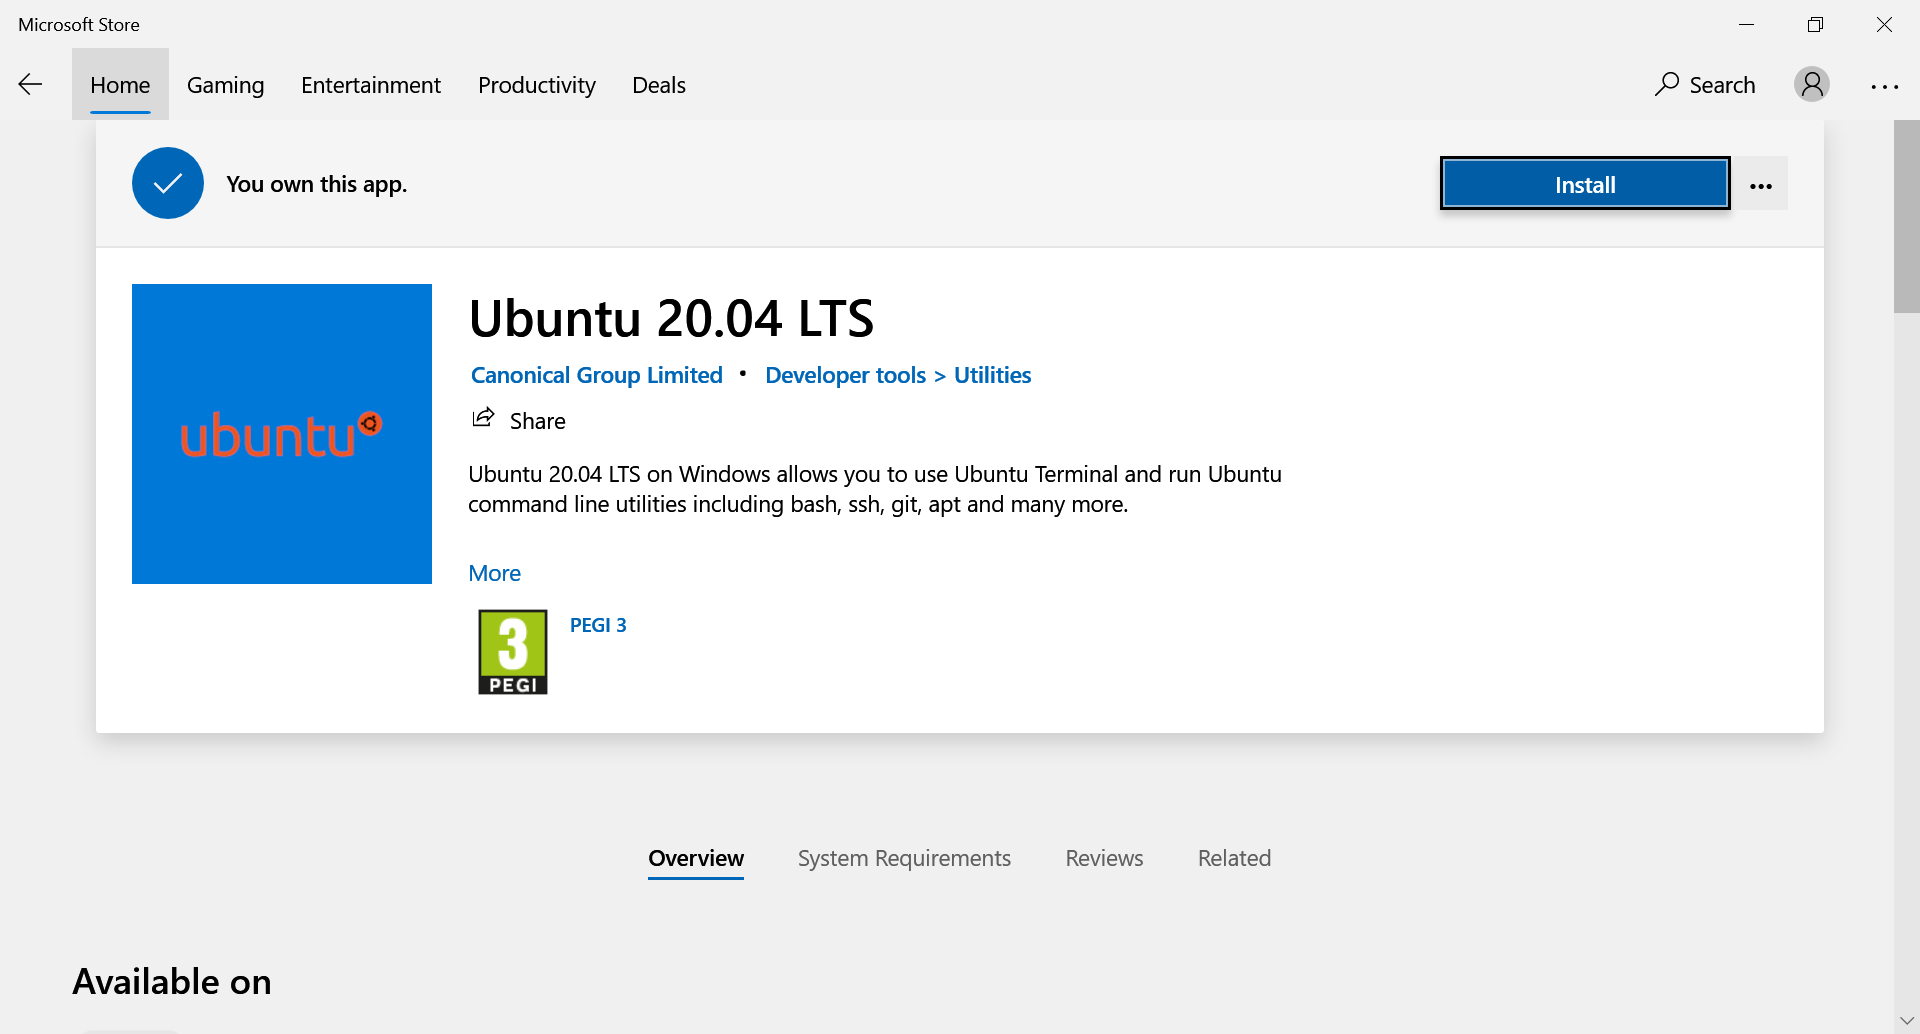 Microsoft Store
Home Gaming Entertainment Productivity Deals Search
You own this app. Install
ubuntu
Ubuntu 20.04 LTS
Canonical Group Limited • Developer tools > Utilities
Share
Ubuntu 20.04 LTS on Windows allows you to use Ubuntu Terminal and run Ubuntu
command line utilities including bash, ssh, git, apt and many more.
More
3
PEGI
PEGI 3
Overview System Requirements Reviews Related
Available on